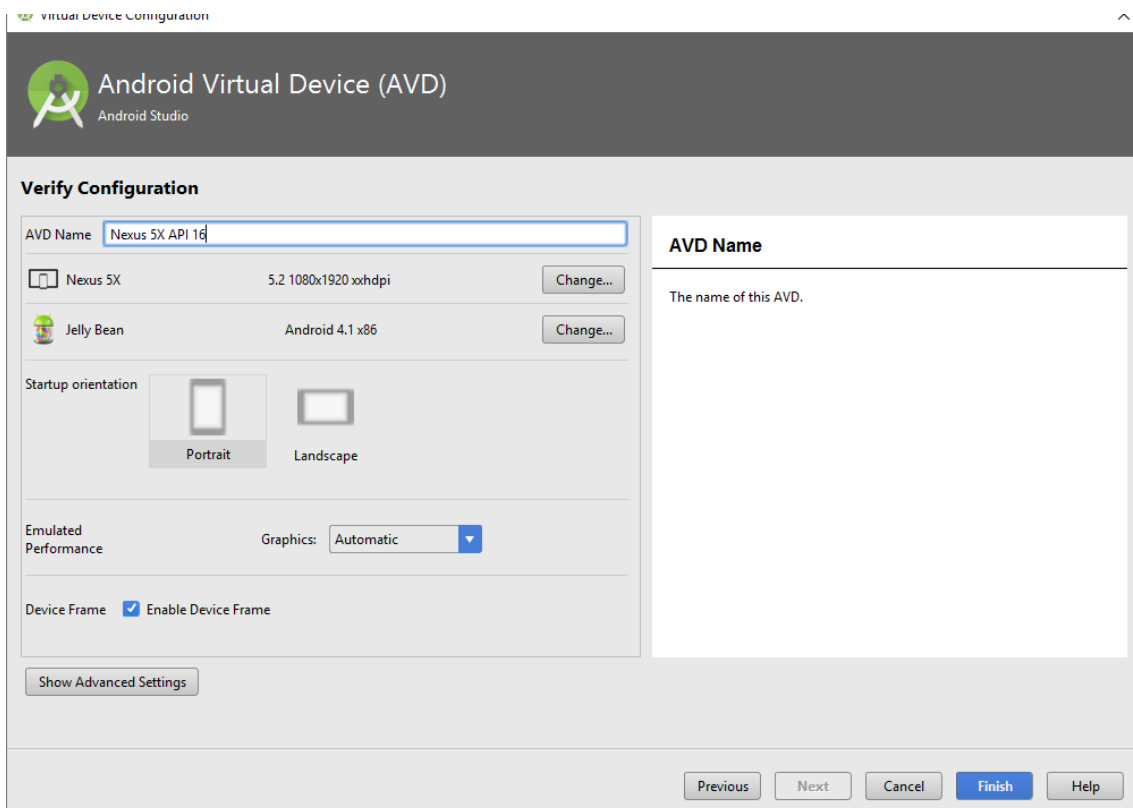 Virtual Device Configuration
Android Virtual Device (AVD)
Android Studio
Verify Configuration
AVD Name Nexus 5X API 16
Nexus 5X 5.2 1080x1920 xxhdpi Change...
Jelly Bean Android 4.1 x86 Change...
Startup orientation
Portrait Landscape
Emulated
Performance
Graphics: Automatic
Device Frame Enable Device Frame
Show Advanced Settings
AVD Name
The name of this AVD.
Previous Next Cancel Finish Help